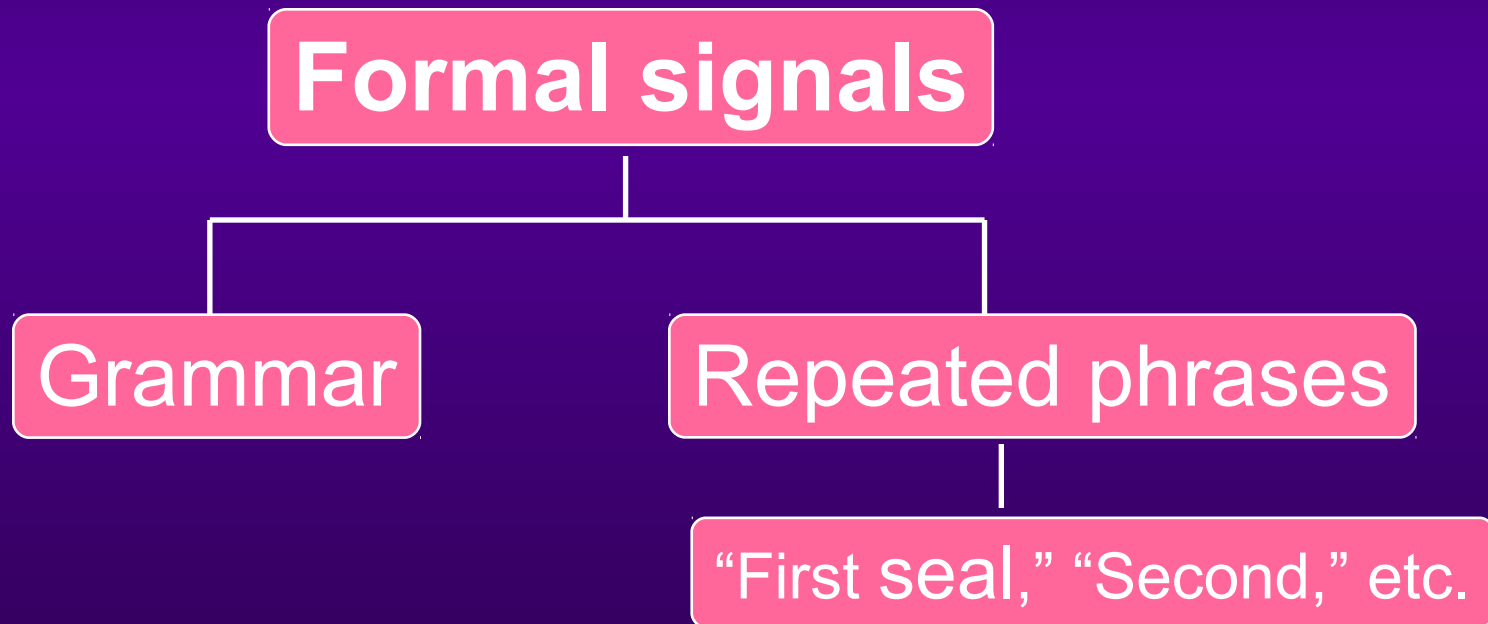 Formal signals
Grammar
Repeated phrases
“First seal,” “Second,” etc.